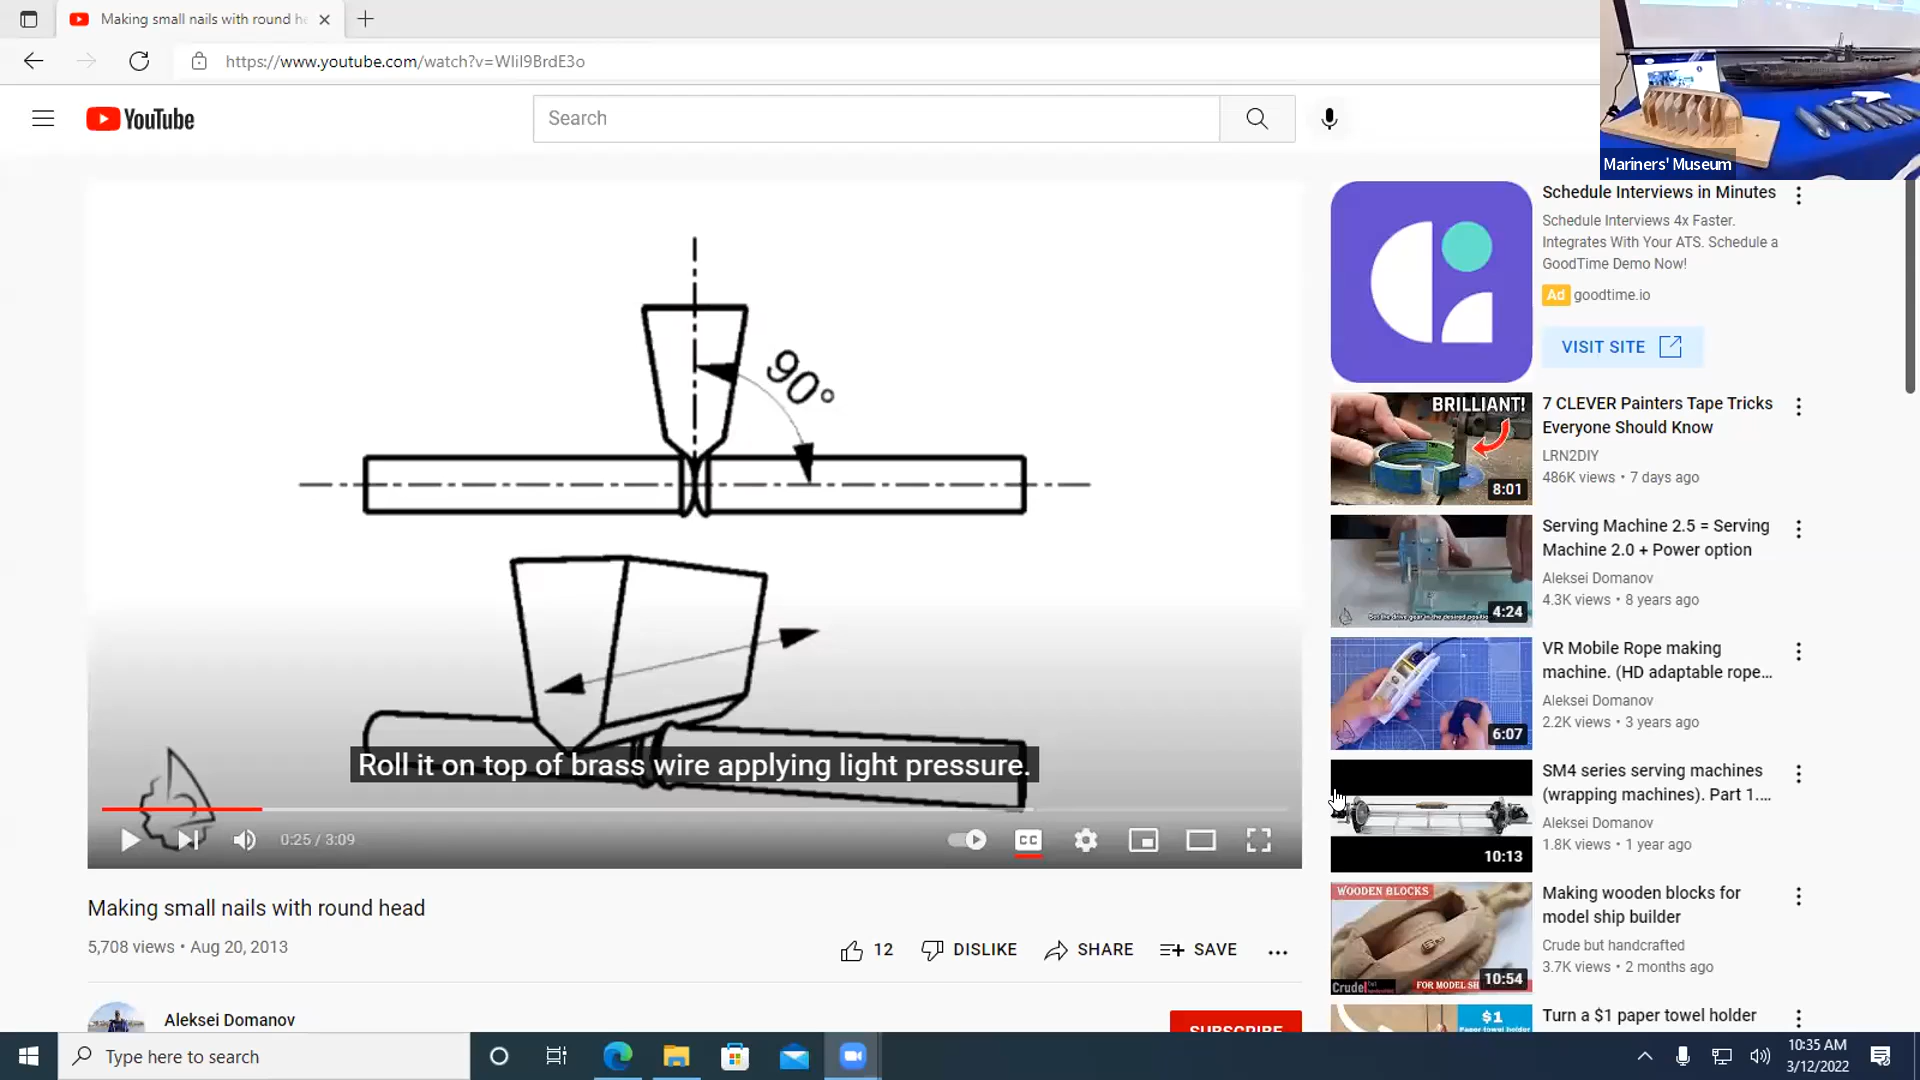 Making small nails with round h
https://www.youtube.com/watch?v=WIil9BrdE3o
YouTube
Search
Mariners' Museum
90°
Roll it on top of brass wire applying light pressure.
0:25 / 3:09
CC
Making small nails with round head
5,708 views • Aug 20, 2013
12
DISLIKE
SHARE
SAVE
Aleksei Domanov
SUBSCRIBE
Schedule Interviews in Minutes
Schedule Interviews 4x Faster.
Integrates With Your ATS. Schedule a
GoodTime Demo Now!
Ad goodtime.io
VISIT SITE
BRILLIANT!
8:01
7 CLEVER Painters Tape Tricks
Everyone Should Know
LRN2DIY
486K views • 7 days ago
4:24
Serving Machine 2.5 = Serving
Machine 2.0 + Power option
Aleksei Domanov
4.3K views • 8 years ago
6:07
VR Mobile Rope making
machine. (HD adaptable rope...
Aleksei Domanov
2.2K views • 3 years ago
10:13
SM4 series serving machines
(wrapping machines). Part 1....
Aleksei Domanov
1.8K views • 1 year ago
WOODEN BLOCKS
Crude
FOR MODEL SH
10:54
Making wooden blocks for
model ship builder
Crude but handcrafted
3.7K views • 2 months ago
$1
Paper towel holder
Turn a $1 paper towel holder
Type here to search
10:35 AM
3/12/2022